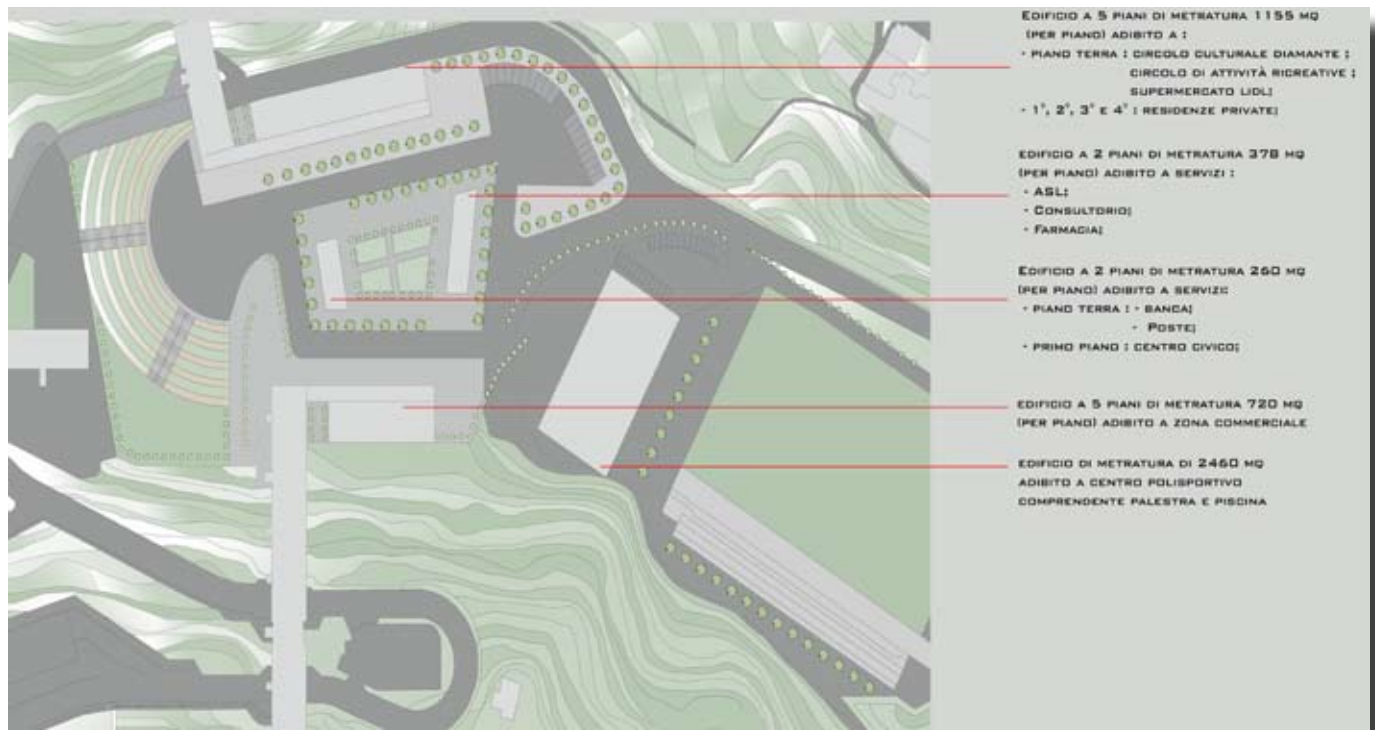 EDIFICIO A 5 PIANI DI METRATURA 1155 MQ
(PER PIANO) ADIBITO A :
- PIANO TERRA : CIRCOLO CULTURALE DIAMANTE ;
CIRCOLO DI ATTIVITÀ RICREATIVE ;
SUPERMERCATO LIDL;
- 1°, 2°, 3° E 4° : RESIDENZE PRIVATE;
EDIFICIO A 2 PIANI DI METRATURA 378 MQ
(PER PIANO) ADIBITO A SERVIZI :
- ASL;
- CONSULTORIO;
- FARMACIA;
EDIFICIO A 2 PIANI DI METRATURA 260 MQ
(PER PIANO) ADIBITO A SERVIZI:
- PIANO TERRA : - BANCA;
- POSTE;
- PRIMO PIANO : CENTRO CIVICO;
EDIFICIO A 5 PIANI DI METRATURA 720 MQ
(PER PIANO) ADIBITO A ZONA COMMERCIALE
EDIFICIO DI METRATURA DI 2460 MQ
ADIBITO A CENTRO POLISPORTIVO
COMPRENDENTE PALESTRA E PISCINA